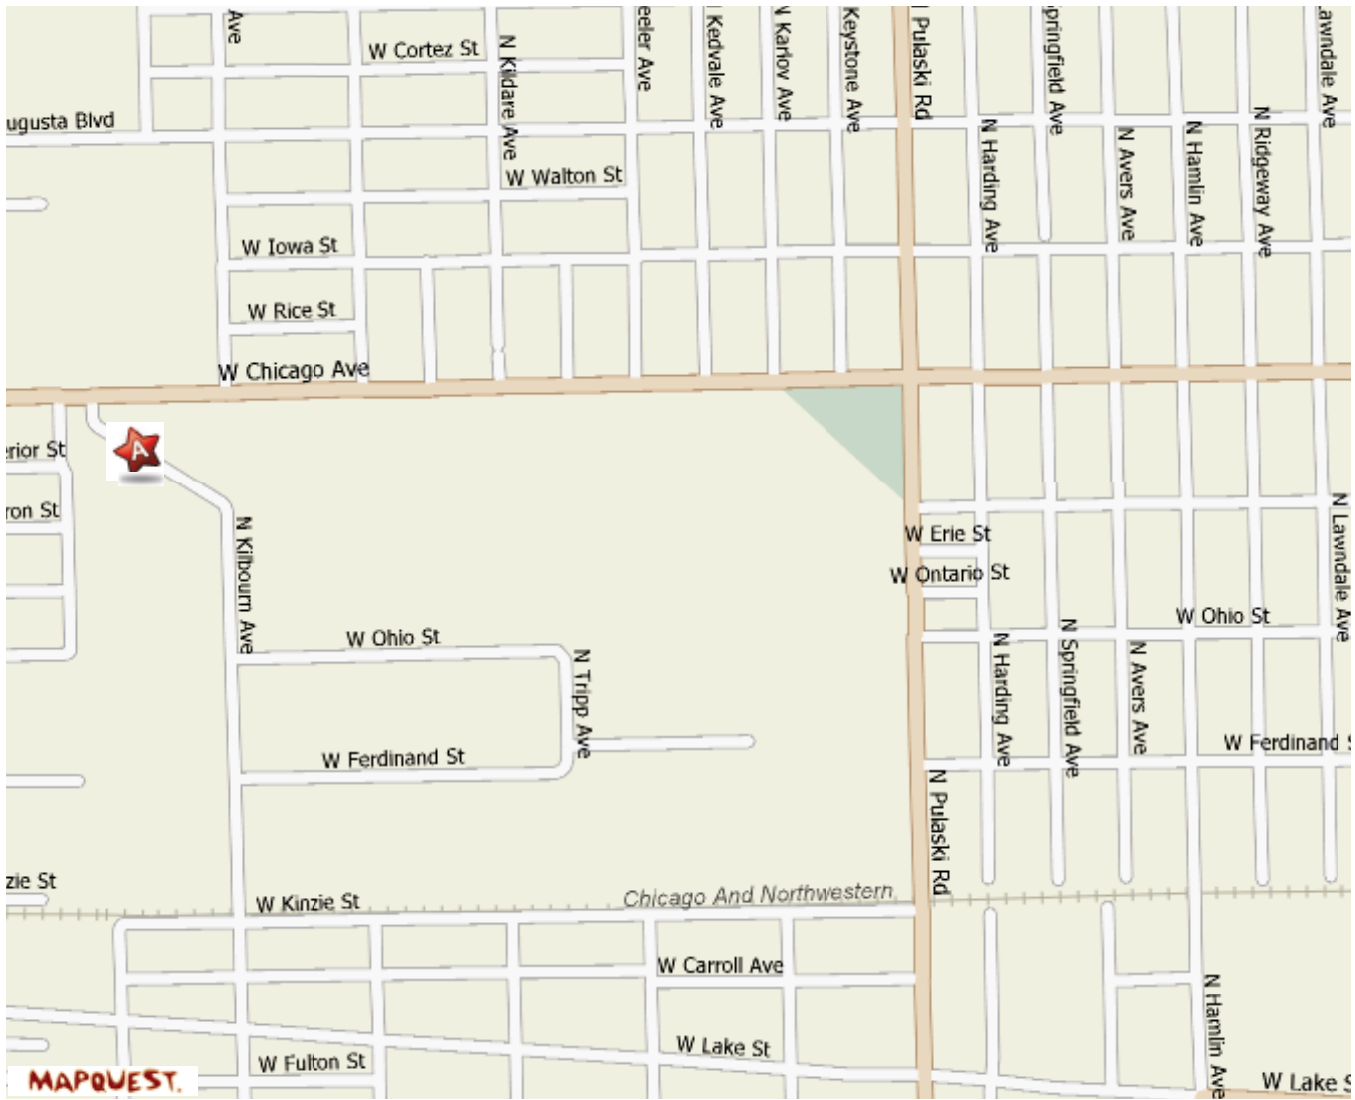 Ave
W Cortez St
N Kildare Ave
eeler Ave
N Kedvale Ave
N Karlov Ave
Keystone Ave
N Pulaski Rd
pringfield Ave
awndale Ave
ugusta Blvd
W Walton St
N Harding Ave
N Avers Ave
N Hamlin Ave
N Ridgeway Ave
W Iowa St
W Rice St
W Chicago Ave
erior St
A
ron St
N Kilbourn Ave
W Erie St
W Ontario St
N Lawndale Ave
W Ohio St
W Ohio St
N Tripp Ave
N Harding Ave
N Springfield Ave
N Avers Ave
W Ferdinand St
W Ferdinand S
N Pulaski Rd
zie St
W Kinzie St
Chicago And Northwestern
W Carroll Ave
N Hamlin Ave
W Lake St
W Fulton St
MAPQUEST.
W Lake S